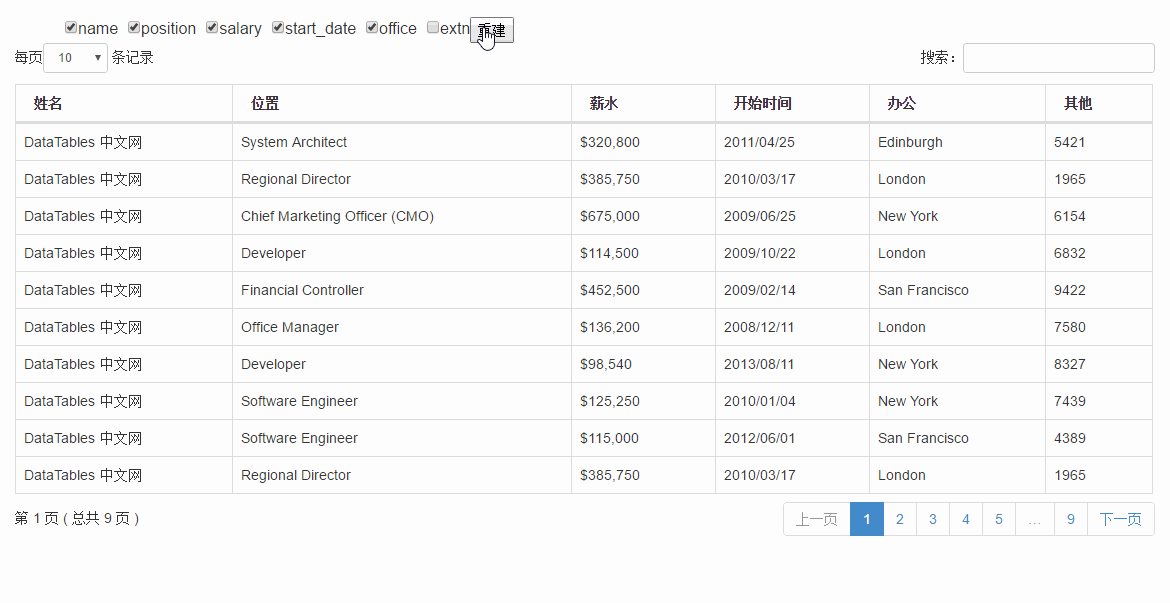 name position salary start_date office extn 重建
每页 10 条记录 搜索：
姓名 位置 薪水 开始时间 办公 其他
DataTables 中文网 System Architect $320,800 2011/04/25 Edinburgh 5421
DataTables 中文网 Regional Director $385,750 2010/03/17 London 1965
DataTables 中文网 Chief Marketing Officer (CMO) $675,000 2009/06/25 New York 6154
DataTables 中文网 Developer $114,500 2009/10/22 London 6832
DataTables 中文网 Financial Controller $452,500 2009/02/14 San Francisco 9422
DataTables 中文网 Office Manager $136,200 2008/12/11 London 7580
DataTables 中文网 Developer $98,540 2013/08/11 New York 8327
DataTables 中文网 Software Engineer $125,250 2010/01/04 New York 7439
DataTables 中文网 Software Engineer $115,000 2012/06/01 San Francisco 4389
DataTables 中文网 Regional Director $385,750 2010/03/17 London 1965
第 1 页 ( 总共 9 页 ) 上一页 1 2 3 4 5 … 9 下一页